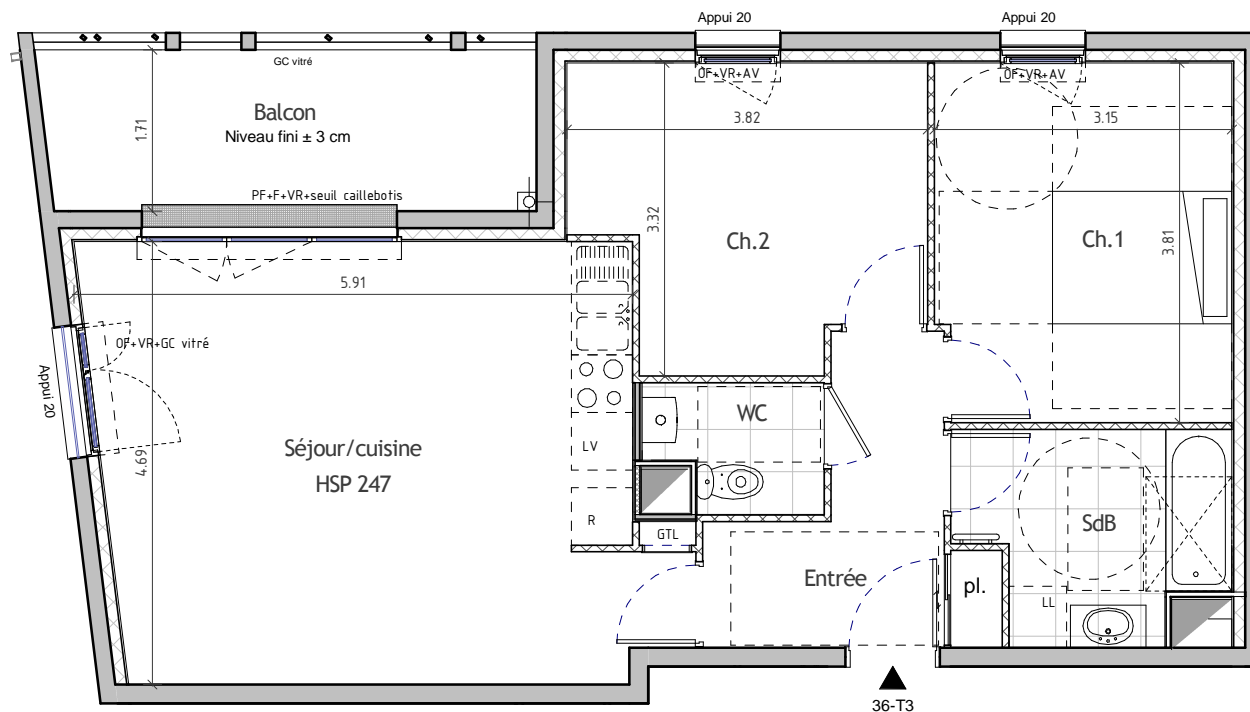 Appui 20
Appui 20
GC vitré
OF+VR+AV
OF+VR+AV
Balcon
Niveau fini ± 3 cm
1.71
3.82
3.15
PF+F+VR+seuil caillebotis
3.32
Ch.2
Ch.1
3.81
5.91
OF+VR+GC vitré
Appui 20
WC
Séjour/cuisine
HSP 247
LV
4.69
R
GTL
SdB
Entrée
pl.
LL
36-T3